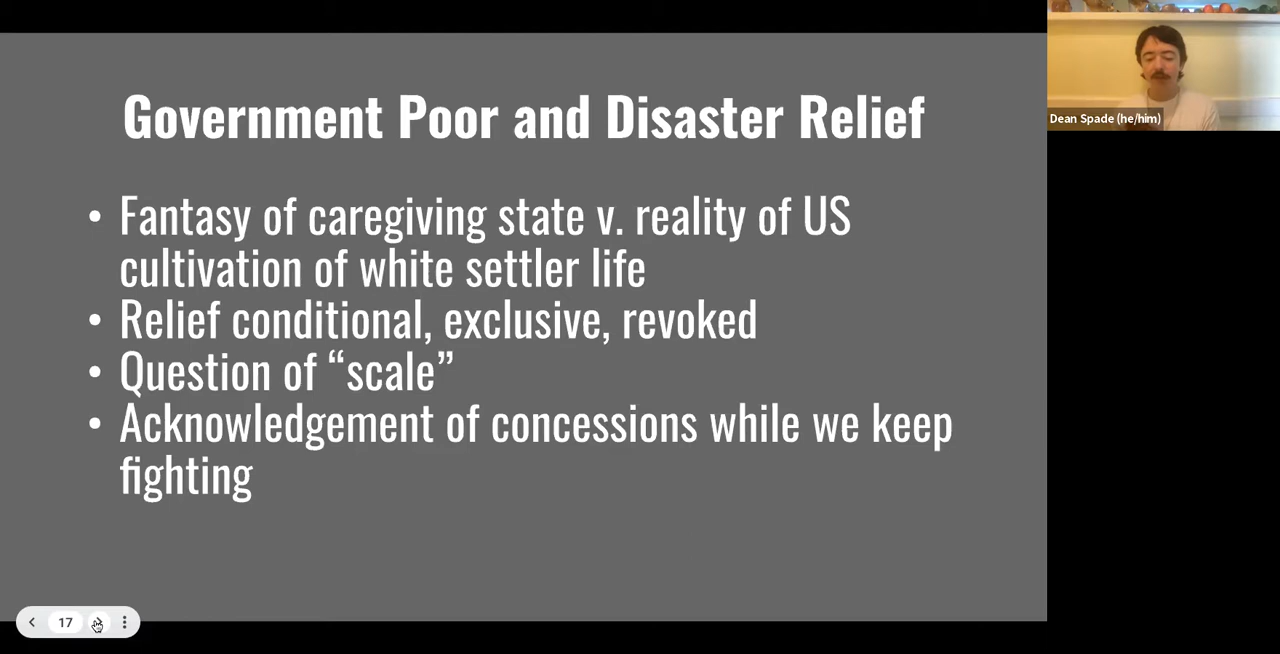 Government Poor and Disaster Relief
• Fantasy of caregiving state v. reality of US
cultivation of white settler life
• Relief conditional, exclusive, revoked
• Question of “scale”
• Acknowledgement of concessions while we keep
fighting
Dean Spade (he/him)
17